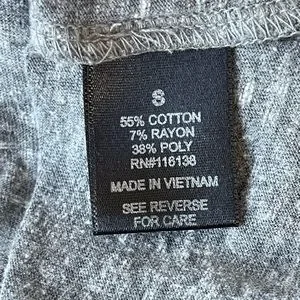 S
55% COTTON
7% RAYON
38% POLY
RN#116138
MADE IN VIETNAM
SEE REVERSE
FOR CARE